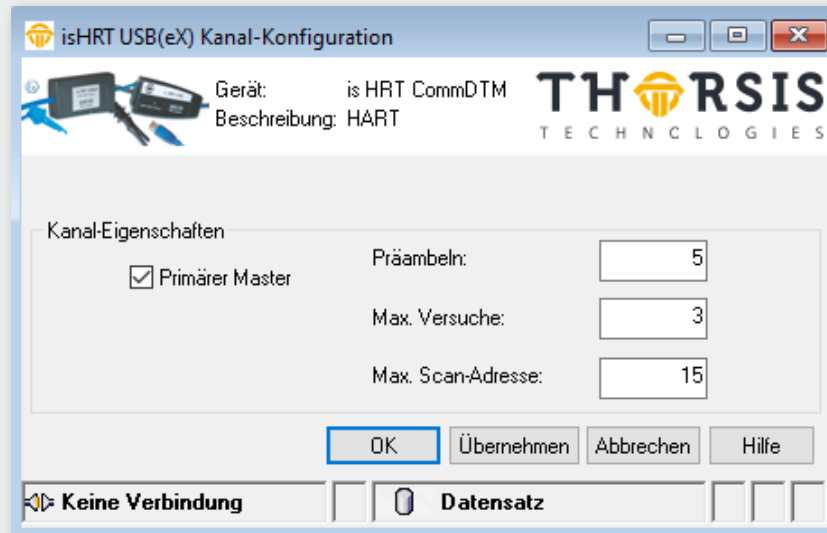 isHRT USB(eX) Kanal-Konfiguration
Gerät: is HRT CommDTM
Beschreibung: HART
THORSIS
TECHNOLOGIES
Kanal-Eigenschaften
Primärer Master
Präambeln: 5
Max. Versuche: 3
Max. Scan-Adresse: 15
OK Übernehmen Abbrechen Hilfe
Keine Verbindung Datensatz